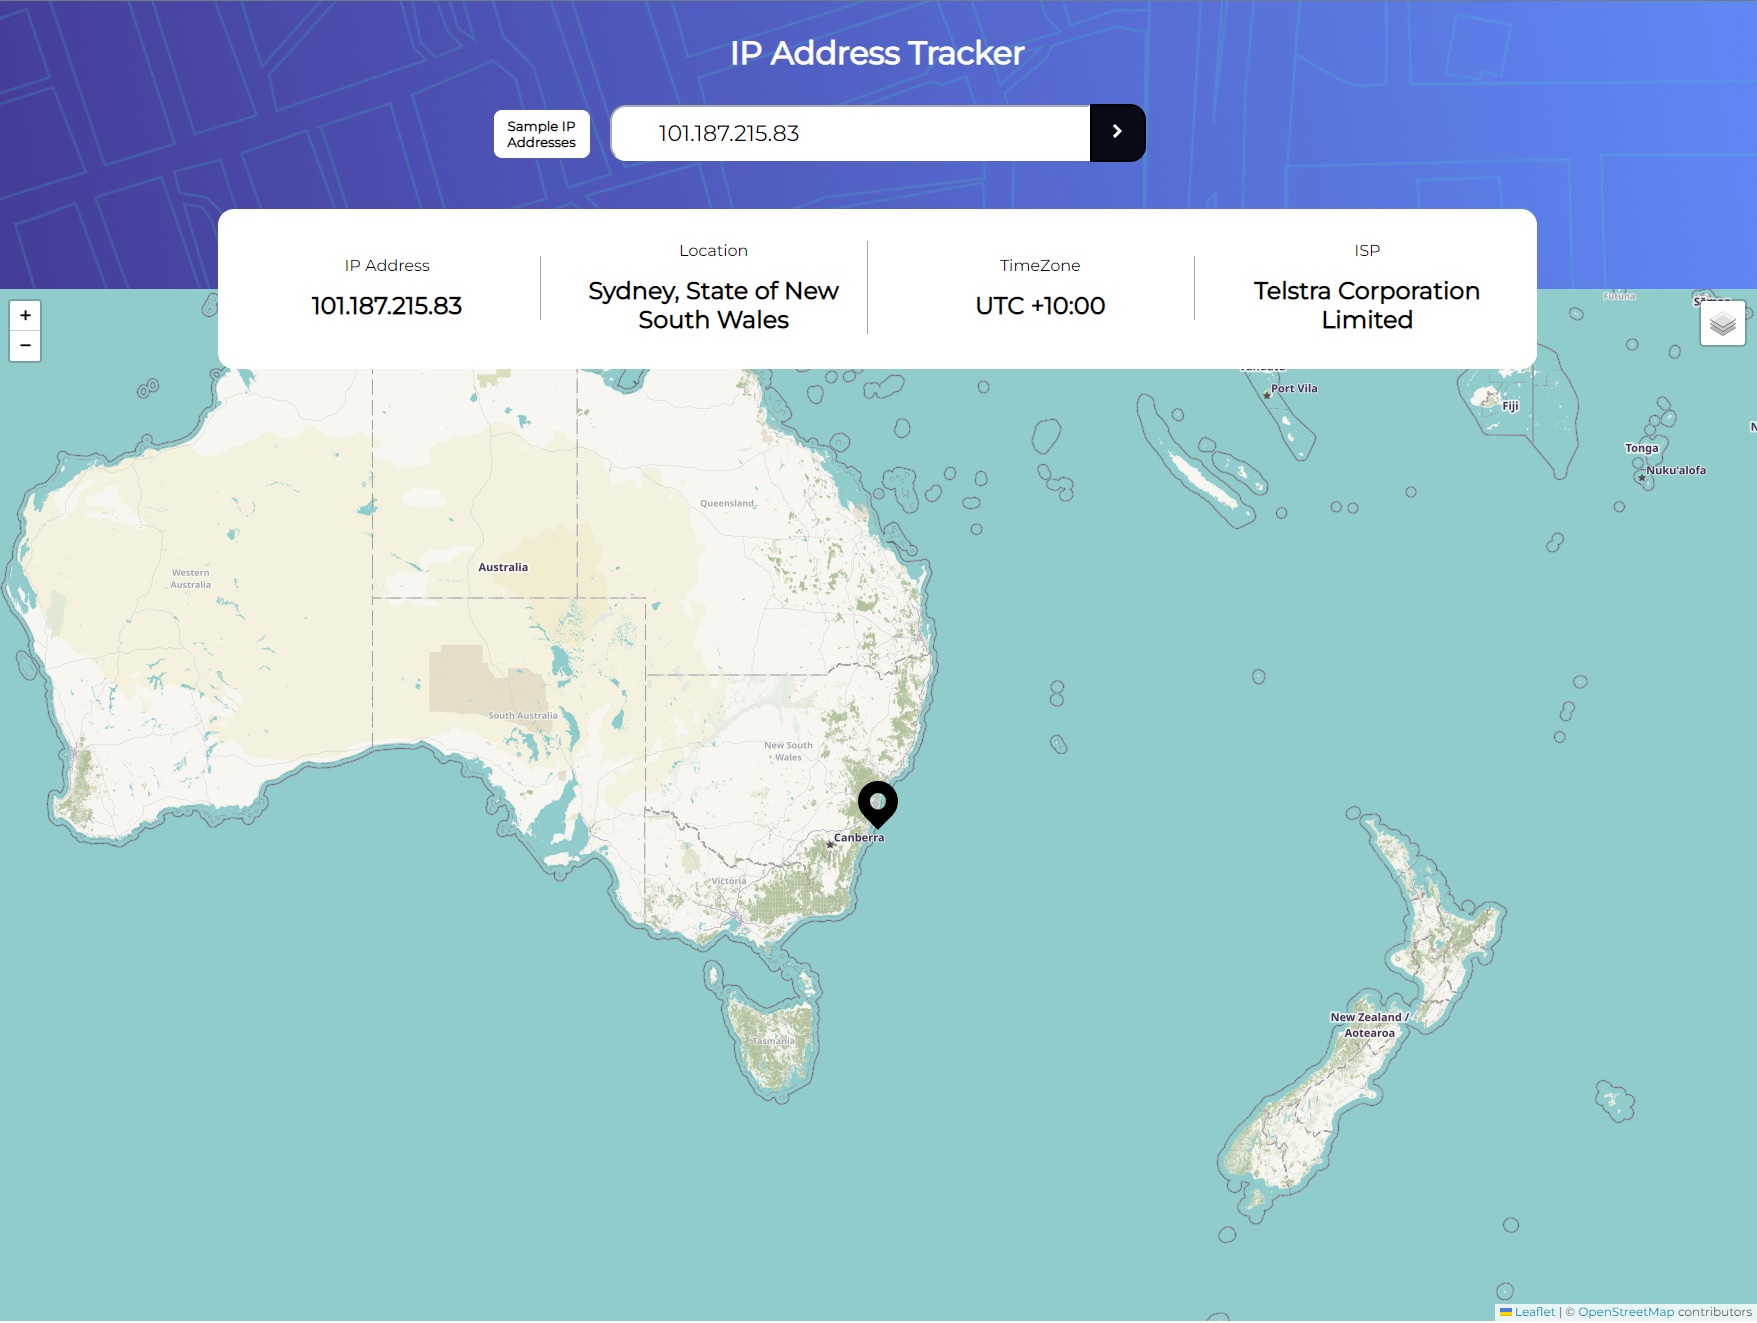 IP Address Tracker
Sample IP
Addresses
101.187.215.83
IP Address
101.187.215.83
Location
Sydney, State of New
South Wales
TimeZone
UTC +10:00
ISP
Telstra Corporation
Limited
+
−
Futuna
Port Vila
Fiji
Tonga
Nuku'alofa
Queensland
Australia
Western
Australia
South Australia
New South
Wales
Canberra
Victoria
Tasmania
New Zealand /
Aotearoa
Leaflet | © OpenStreetMap contributors